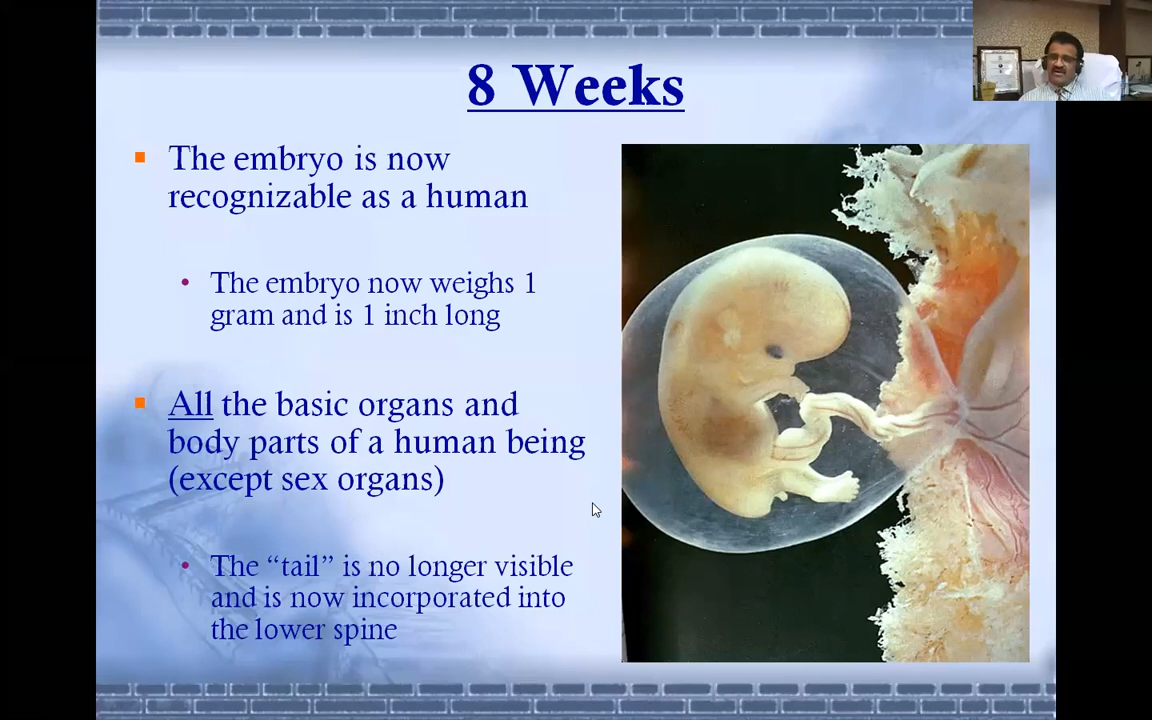 8 Weeks
The embryo is now
recognizable as a human
The embryo now weighs 1
gram and is 1 inch long
All the basic organs and
body parts of a human being
(except sex organs)
The “tail” is no longer visible
and is now incorporated into
the lower spine